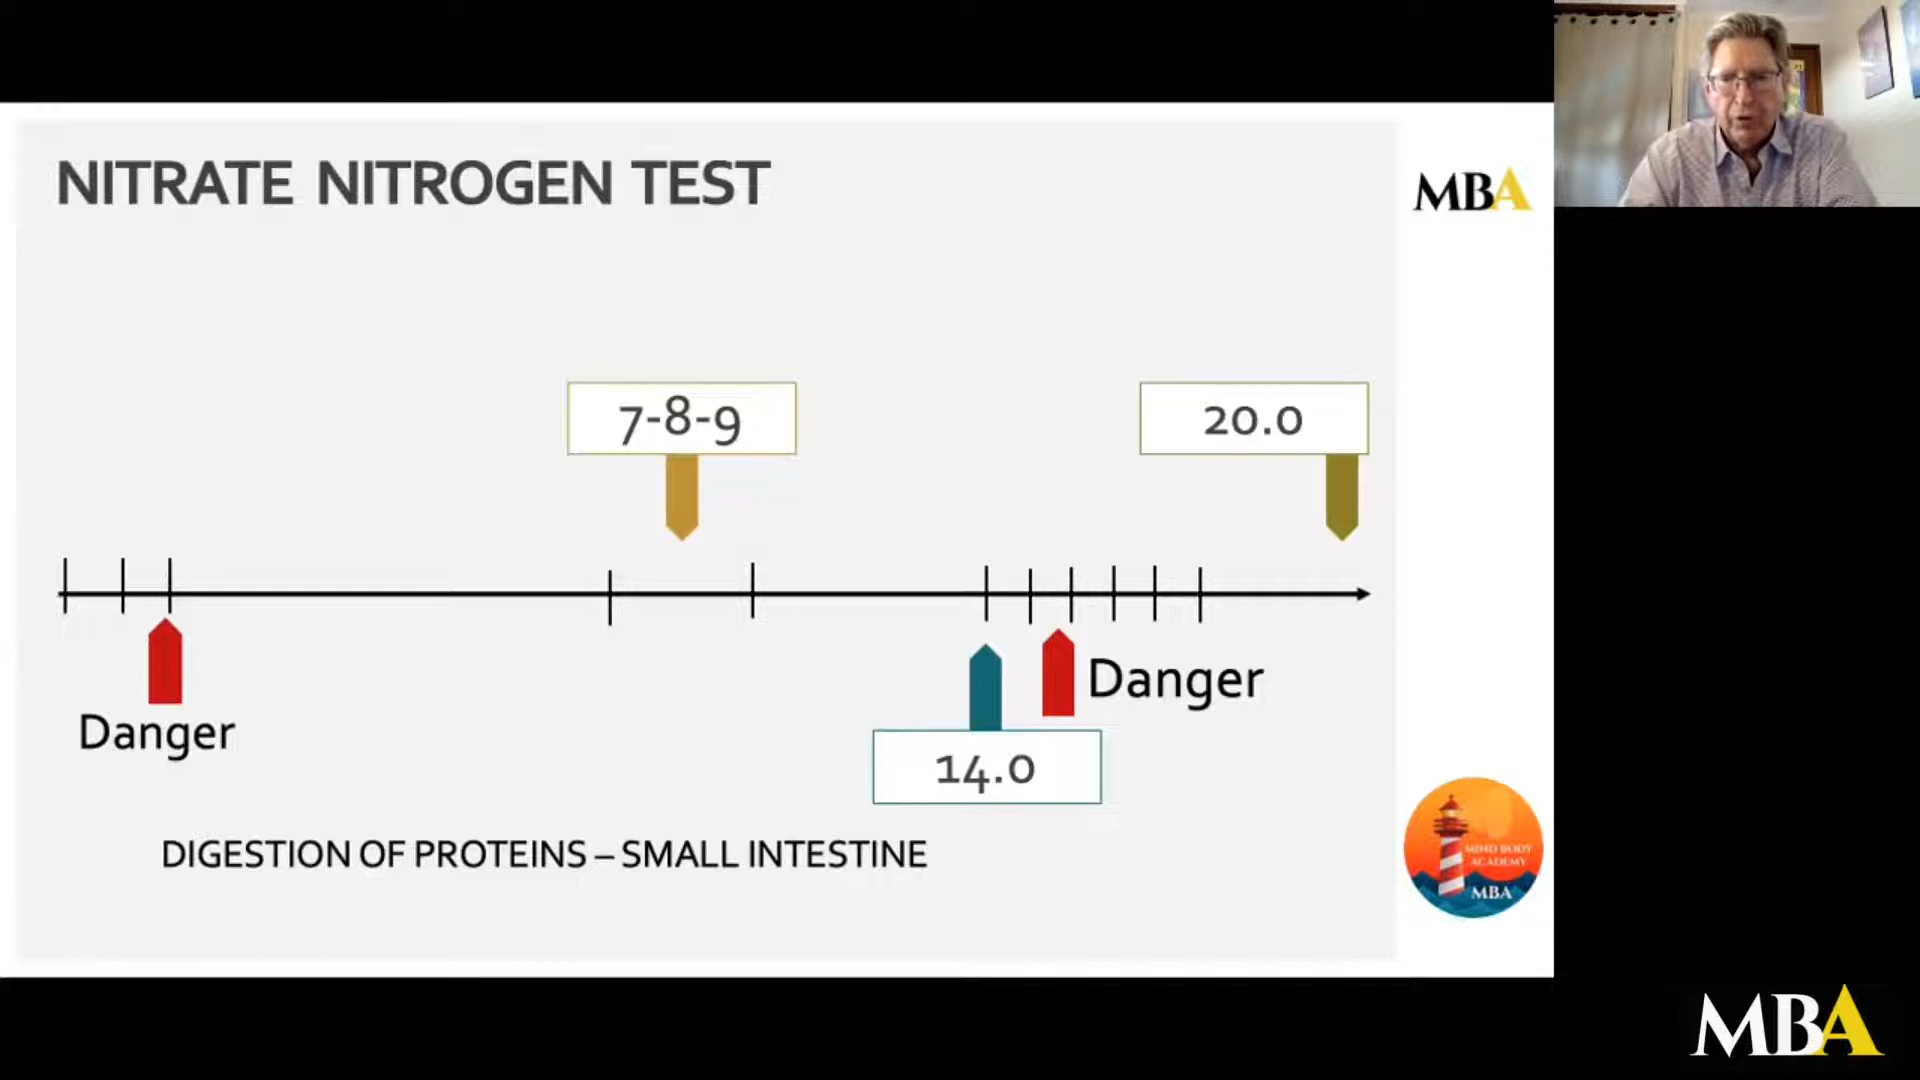 NITRATE NITROGEN TEST
MBA
7-8-9
20.0
Danger
Danger
14.0
DIGESTION OF PROTEINS – SMALL INTESTINE
MIND BODY
ACADEMY
MBA
MBA